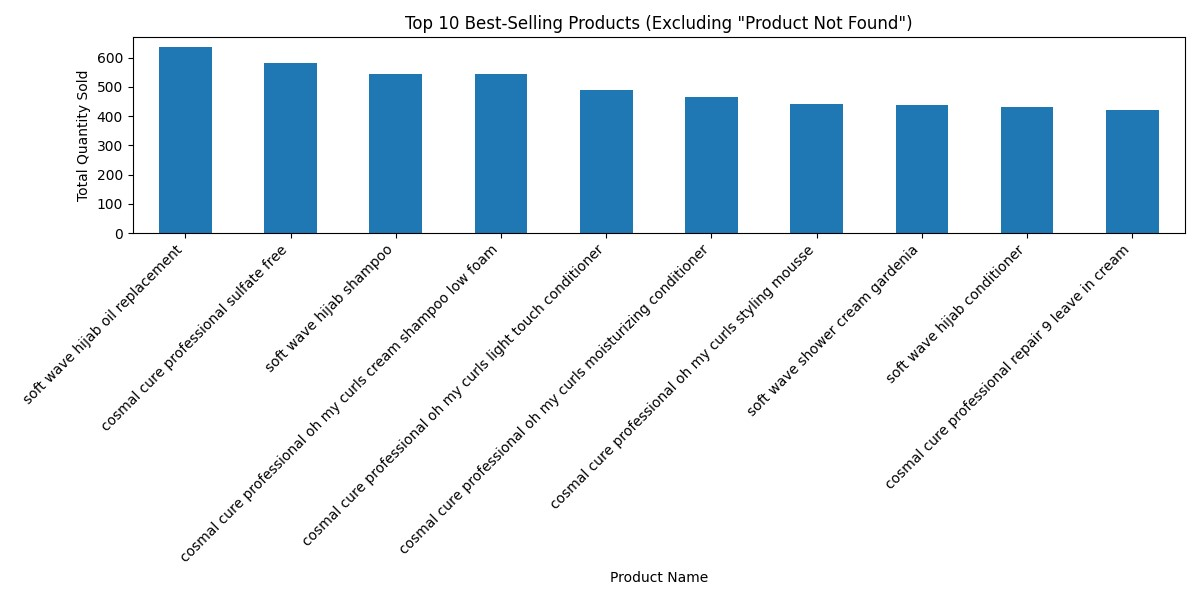 Top 10 Best-Selling Products (Excluding "Product Not Found")
Total Quantity Sold
600
500
400
300
200
100
0
soft wave hijab oil replacement
cosmal cure professional sulfate free
soft wave hijab shampoo
cosmal cure professional oh my curls cream shampoo low foam
cosmal cure professional oh my curls light touch conditioner
cosmal cure professional oh my curls moisturizing conditioner
cosmal cure professional oh my curls styling mousse
soft wave shower cream gardenia
soft wave hijab conditioner
cosmal cure professional repair 9 leave in cream
Product Name